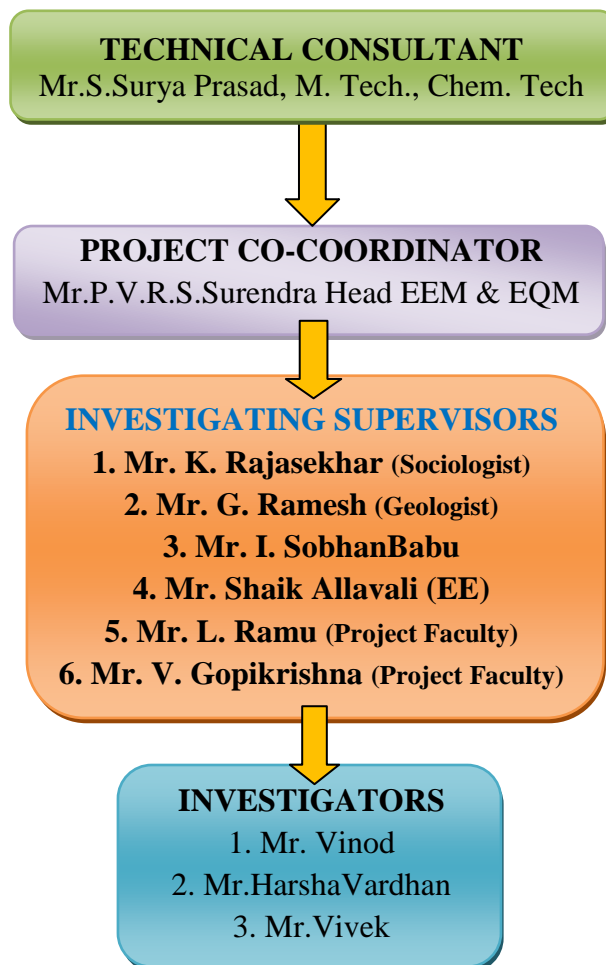 TECHNICAL CONSULTANT
Mr.S.Surya Prasad, M. Tech., Chem. Tech
PROJECT CO-COORDINATOR
Mr.P.V.R.S.Surendra Head EEM & EQM
INVESTIGATING SUPERVISORS
1. Mr. K. Rajasekhar (Sociologist)
2. Mr. G. Ramesh (Geologist)
3. Mr. I. SobhanBabu
4. Mr. Shaik Allavali (EE)
5. Mr. L. Ramu (Project Faculty)
6. Mr. V. Gopikrishna (Project Faculty)
INVESTIGATORS
1. Mr. Vinod
2. Mr.HarshaVardhan
3. Mr.Vivek